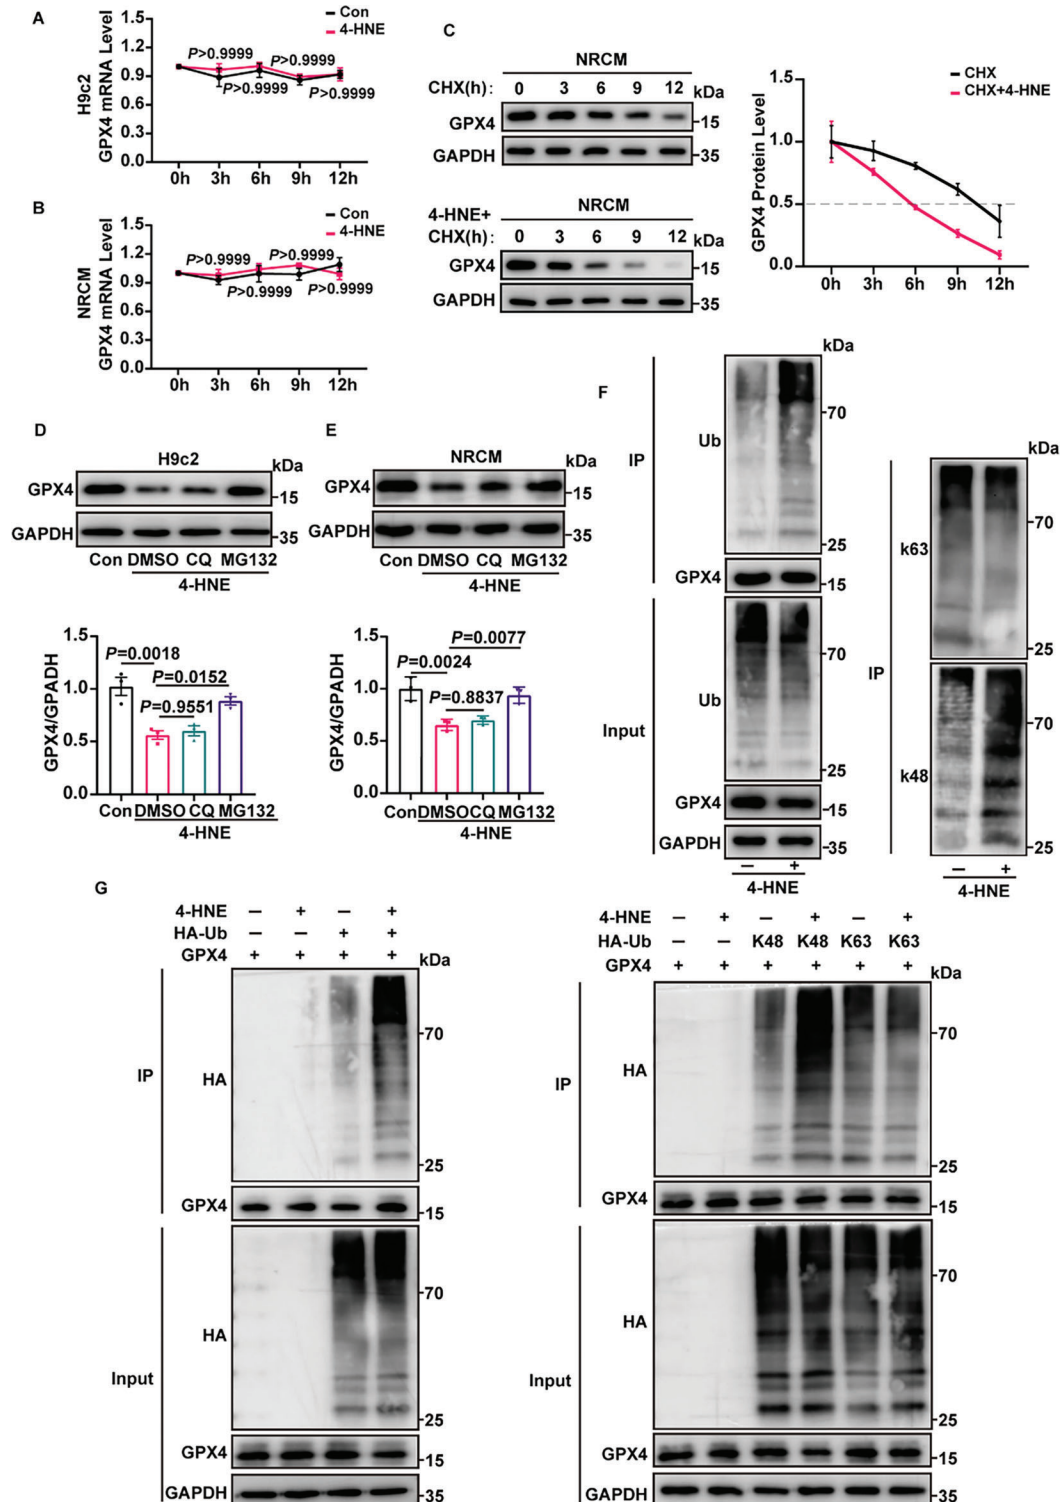 A
H9c2
GPX4 mRNA Level
1.5
1.2
0.9
0.6
0.3
0.0
Con
4-HNE
P>0.9999
P>0.9999
P>0.9999
P>0.9999
0h 3h 6h 9h 12h
B
NRCM
GPX4 mRNA Level
1.5
1.2
0.9
0.6
0.3
0.0
Con
4-HNE
P>0.9999
P>0.9999
P>0.9999
P>0.9999
0h 3h 6h 9h 12h
C
NRCM
CHX(h): 0 3 6 9 12 kDa
GPX4 -15
GAPDH -35
NRCM
4-HNE+
CHX(h): 0 3 6 9 12 kDa
GPX4 -15
GAPDH -35
GPX4 Protein Level
1.5
1.0
0.5
0.0
CHX
CHX+4-HNE
0h 3h 6h 9h 12h
D
H9c2
kDa
GPX4 -15
GAPDH -35
Con DMSO CQ MG132
4-HNE
GPX4/GPADH
1.5
1.0
0.5
0.0
P=0.0018
P=0.0152
P=0.9551
Con DMSO CQ MG132
4-HNE
E
NRCM
kDa
GPX4 -15
GAPDH -35
Con DMSO CQ MG132
4-HNE
GPX4/GPADH
1.5
1.0
0.5
0.0
P=0.0077
P=0.0024
P=0.8837
Con DMSO CQ MG132
4-HNE
F
kDa
IP
Ub
-70
-25
GPX4 -15
Input
Ub
-70
-25
GPX4 -15
GAPDH -35
– +
4-HNE
kDa
IP
k63
-70
-25
k48
-70
-25
– +
4-HNE
G
4-HNE – + – +
HA-Ub – – + +
GPX4 + + + + kDa
IP
HA
-70
-25
GPX4 -15
Input
HA
-70
-25
GPX4 -15
GAPDH -35
4-HNE – + – + – +
HA-Ub – – K48 K48 K63 K63
GPX4 + + + + + + kDa
IP
HA
-70
-25
GPX4 -15
Input
HA
-70
-25
GPX4 -15
GAPDH -35